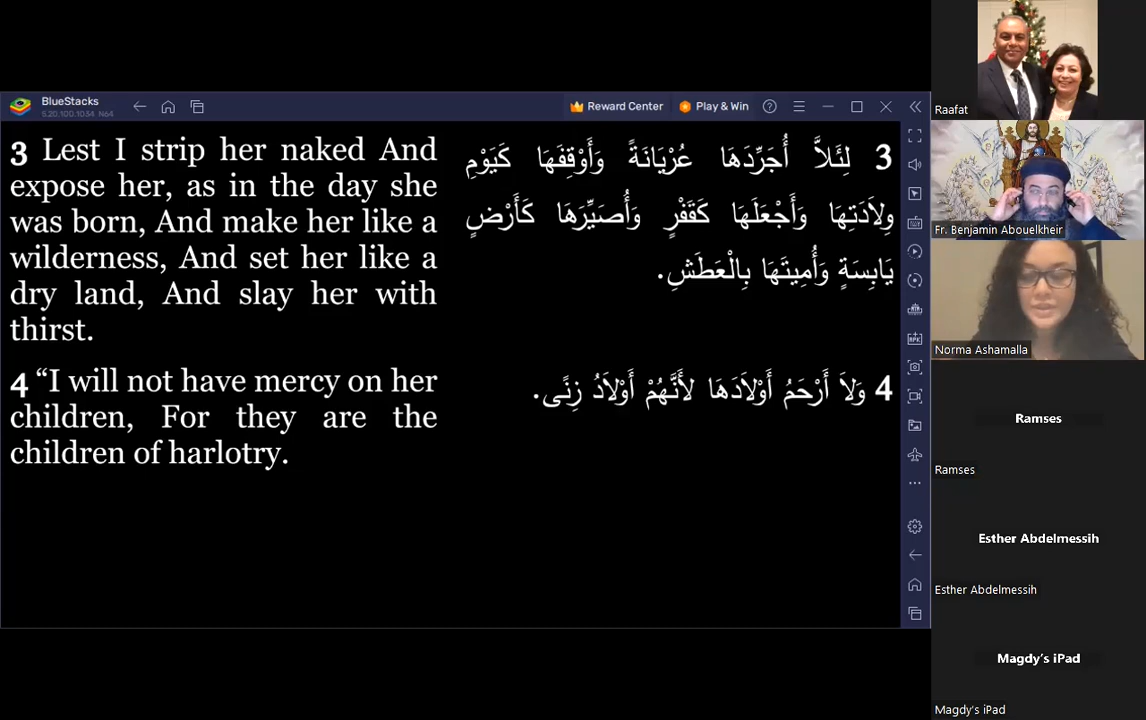 BlueStacks
5.20.100.1034 N64
Reward Center
Play & Win
3 Lest I strip her naked And
expose her, as in the day she
was born, And make her like a
wilderness, And set her like a
dry land, And slay her with
thirst.
4 “I will not have mercy on her
children, For they are the
children of harlotry.
3 لِئَلاَّ أُجَرِّدَهَا عُرْيَانَةً وَأَوْقِفَهَا كَيَوْمِ
وِلاَدَتِهَا وَأَجْعَلَهَا كَقَفْرٍ وَأُصَيِّرَهَا كَأَرْضٍ
يَابِسَةٍ وَأُمِيتَهَا بِالْعَطَشِ.
4 وَلاَ أَرْحَمُ أَوْلاَدَهَا لأَنَّهُمْ أَوْلاَدُ زِنًى.
Raafat
Fr. Benjamin Abouelkheir
Norma Ashamalla
Ramses
Ramses
Esther Abdelmessih
Esther Abdelmessih
Magdy's iPad
Magdy's iPad